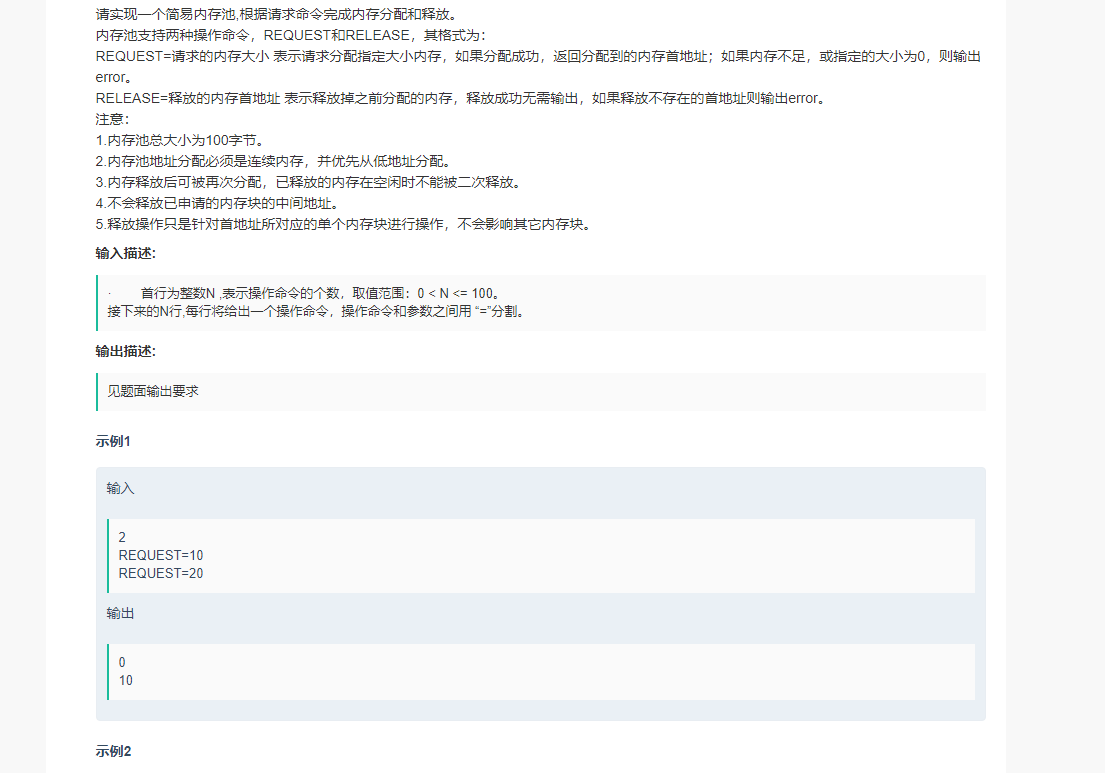 请实现一个简易内存池,根据请求命令完成内存分配和释放。
内存池支持两种操作命令，REQUEST和RELEASE，其格式为：
REQUEST=请求的内存大小 表示请求分配指定大小内存，如果分配成功，返回分配到的内存首地址；如果内存不足，或指定的大小为0，则输出
error。
RELEASE=释放的内存首地址 表示释放掉之前分配的内存，释放成功无需输出，如果释放不存在的首地址则输出error。
注意：
1.内存池总大小为100字节。
2.内存池地址分配必须是连续内存，并优先从低地址分配。
3.内存释放后可被再次分配，已释放的内存在空闲时不能被二次释放。
4.不会释放已申请的内存块的中间地址。
5.释放操作只是针对首地址所对应的单个内存块进行操作，不会影响其它内存块。
输入描述:
· 首行为整数N ,表示操作命令的个数，取值范围：0 < N <= 100。
接下来的N行,每行将给出一个操作命令，操作命令和参数之间用 “=”分割。
输出描述:
见题面输出要求
示例1
输入
2
REQUEST=10
REQUEST=20
输出
0
10
示例2